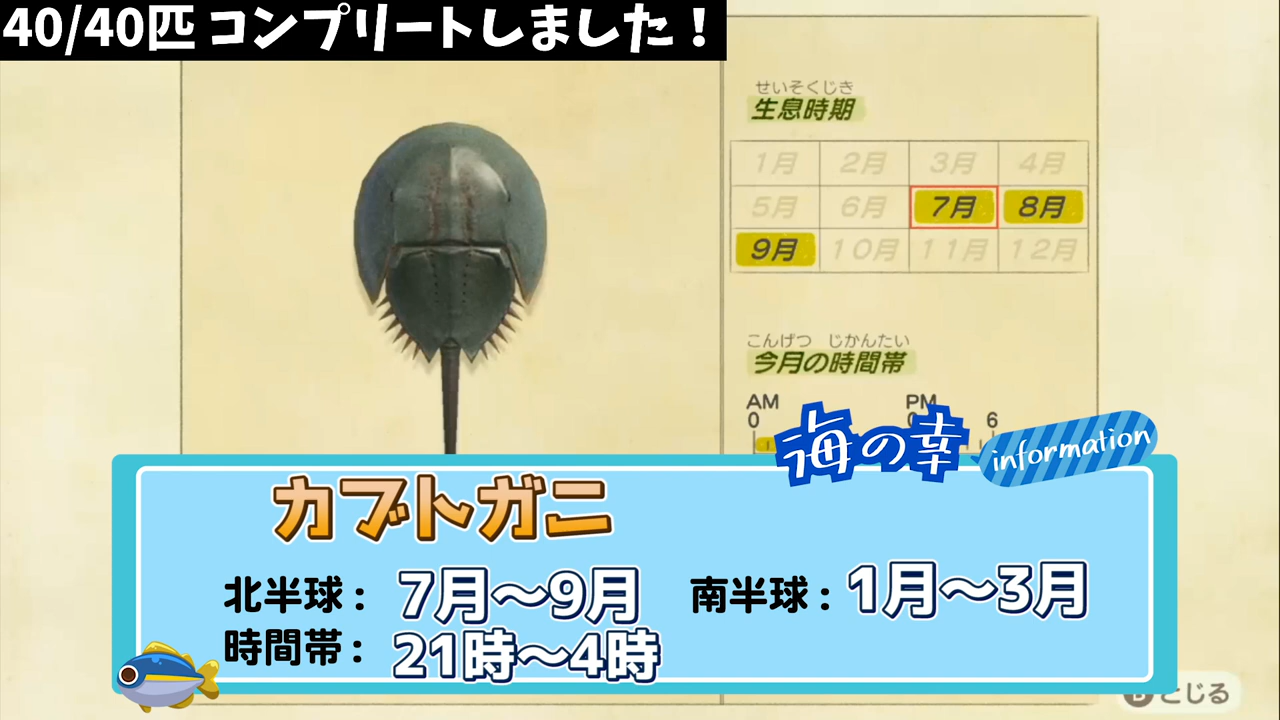 40/40匹 コンプリートしました！
せいそくじき
生息時期
1月 2月 3月 4月
5月 6月 7月 8月
9月 10月 11月 12月
こんげつ じかんたい
今月の時間帯
AM PM
0 0 6
海の幸 information
カブトガニ
北半球： 7月～9月 南半球：1月～3月
時間帯： 21時～4時
とじる